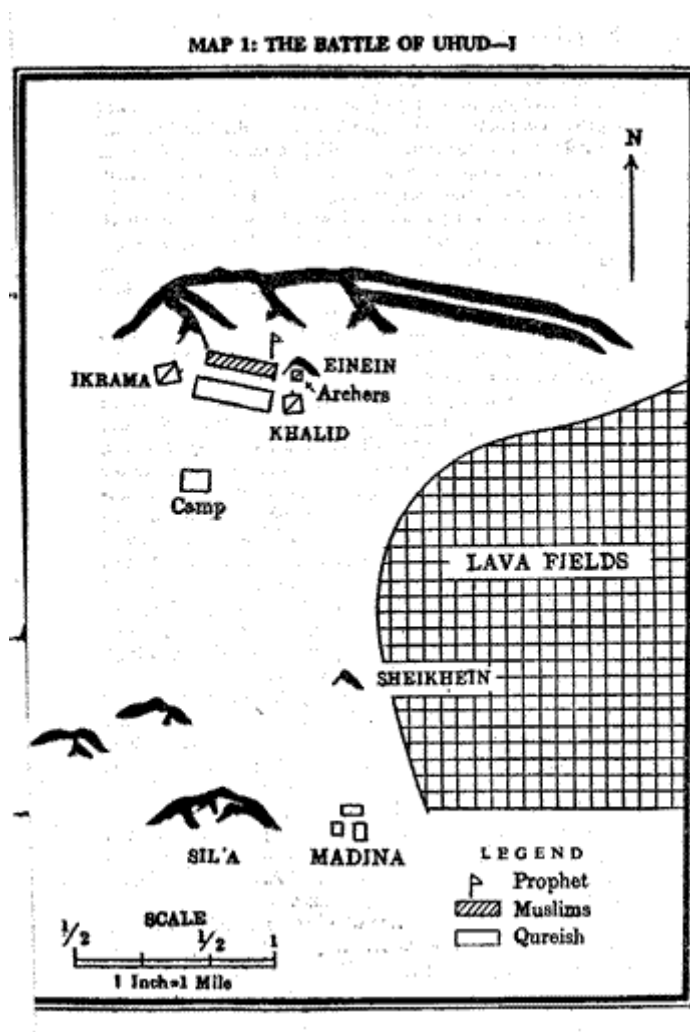 MAP 1: THE BATTLE OF UHUD—I
N
IKRAMA
EINEIN
Archers
KHALID
Camp
LAVA FIELDS
SHEIKHEIN
SIL'A
MADINA
LEGEND
Prophet
Muslims
Qureish
SCALE
1/2 1/2 1
1 Inch=1 Mile